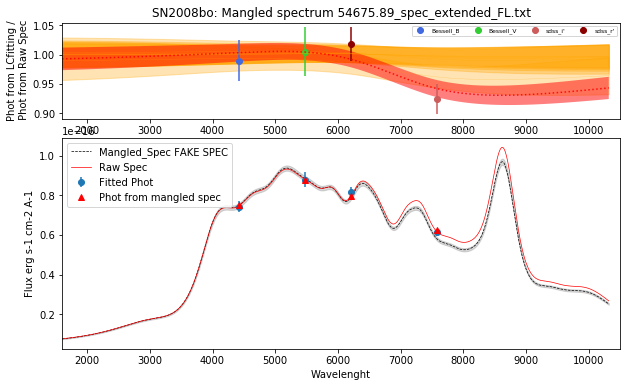 SN2008bo: Mangled spectrum 54675.89_spec_extended_FL.txt
Phot from LCfitting /
Phot from Raw Spec
1.05
1.00
0.95
0.90
Bessell_B
Bessell_V
sdss_i'
sdss_r'
2000 3000 4000 5000 6000 7000 8000 9000 10000
1e−16
Flux erg s-1 cm-2 A-1
1.0
0.8
0.6
0.4
0.2
Mangled_Spec FAKE SPEC
Raw Spec
Fitted Phot
Phot from mangled spec
2000 3000 4000 5000 6000 7000 8000 9000 10000
Wavelenght